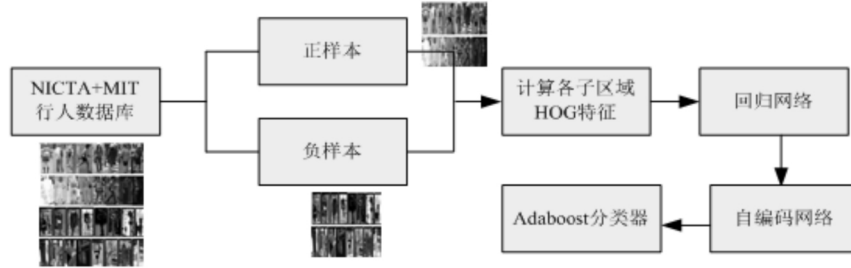 NICTA+MIT
行人数据库
正样本
负样本
计算各子区域
HOG特征
回归网络
自编码网络
Adaboost分类器